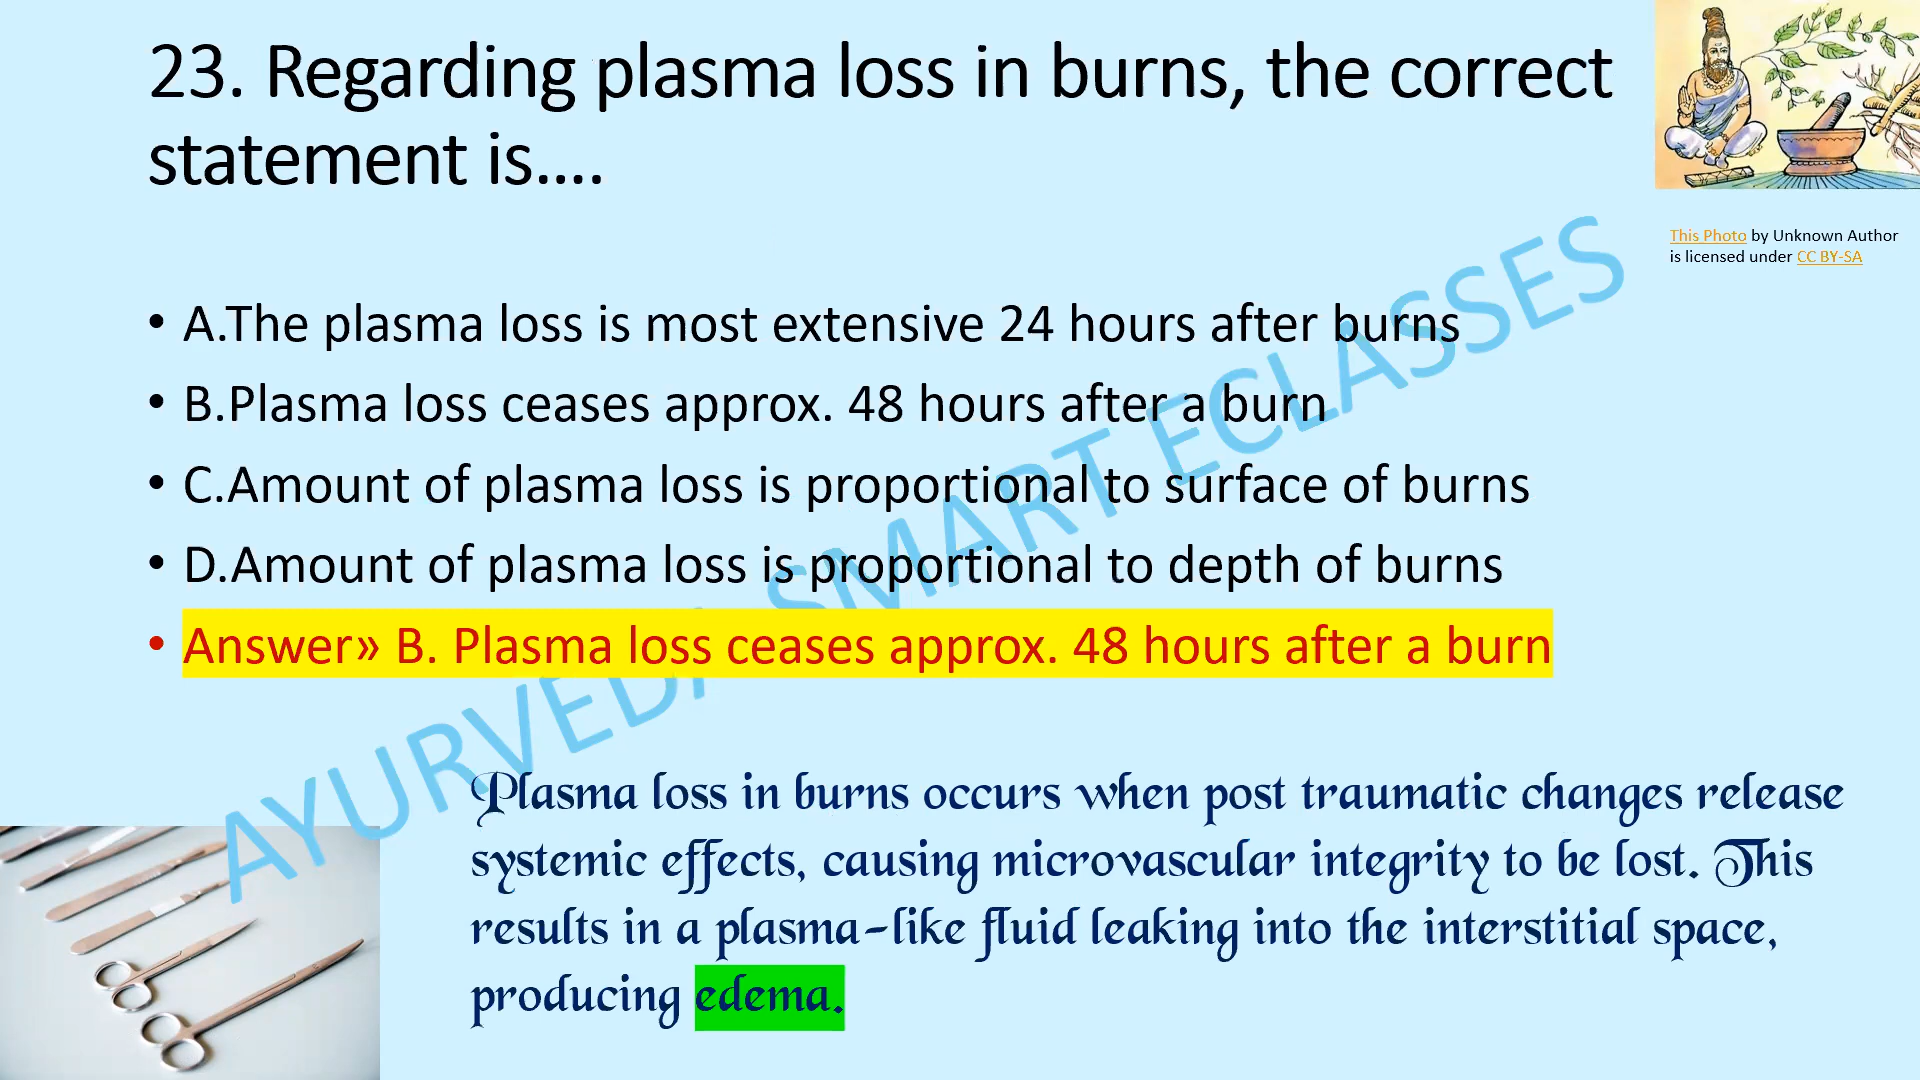 23. Regarding plasma loss in burns, the correct
statement is....
This Photo by Unknown Author
is licensed under CC BY-SA
• A.The plasma loss is most extensive 24 hours after burns
• B.Plasma loss ceases approx. 48 hours after a burn
• C.Amount of plasma loss is proportional to surface of burns
• D.Amount of plasma loss is proportional to depth of burns
• Answer» B. Plasma loss ceases approx. 48 hours after a burn
AYURVEDA SMART ECLASSES
Plasma loss in burns occurs when post traumatic changes release
systemic effects, causing microvascular integrity to be lost. This
results in a plasma-like fluid leaking into the interstitial space,
producing edema.